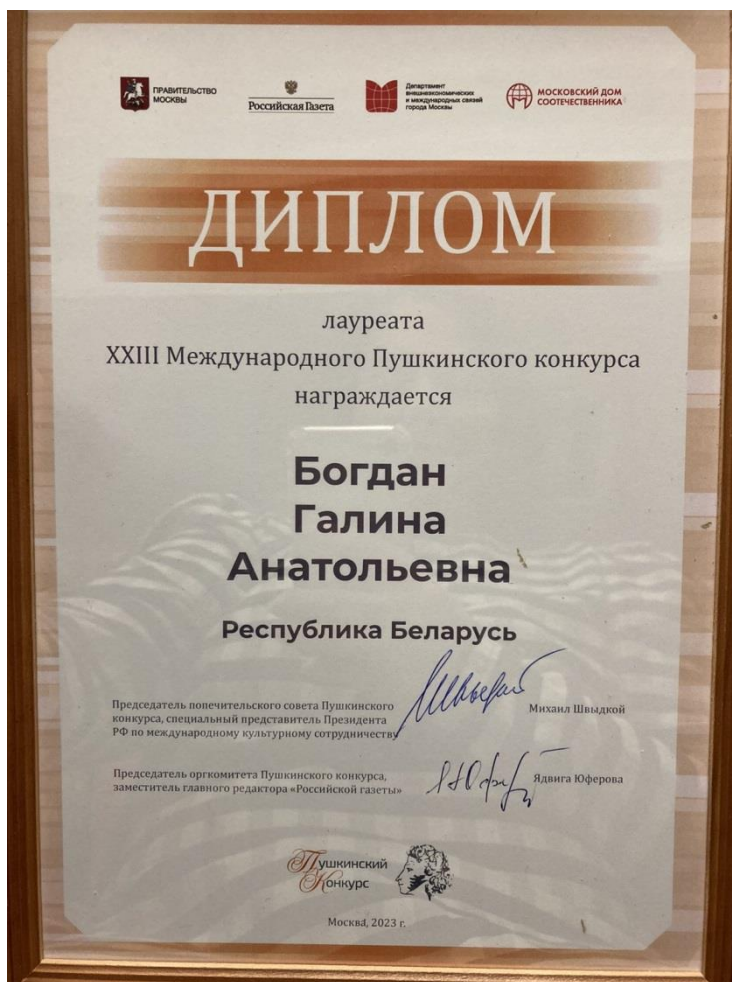 ПРАВИТЕЛЬСТВО
МОСКВЫ
Российская Газета
Департамент
внешнеэкономических
и международных связей
города Москвы
МОСКОВСКИЙ ДОМ
СООТЕЧЕСТВЕННИКА
ДИПЛОМ
лауреата
XXIII Международного Пушкинского конкурса
награждается
Богдан
Галина
Анатольевна
Республика Беларусь
Председатель попечительского совета Пушкинского
конкурса, специальный представитель Президента
РФ по международному культурному сотрудничеству
Михаил Швыдкой
Председатель оргкомитета Пушкинского конкурса,
заместитель главного редактора «Российской газеты»
Ядвига Юферова
Пушкинский
Конкурс
Москва, 2023 г.